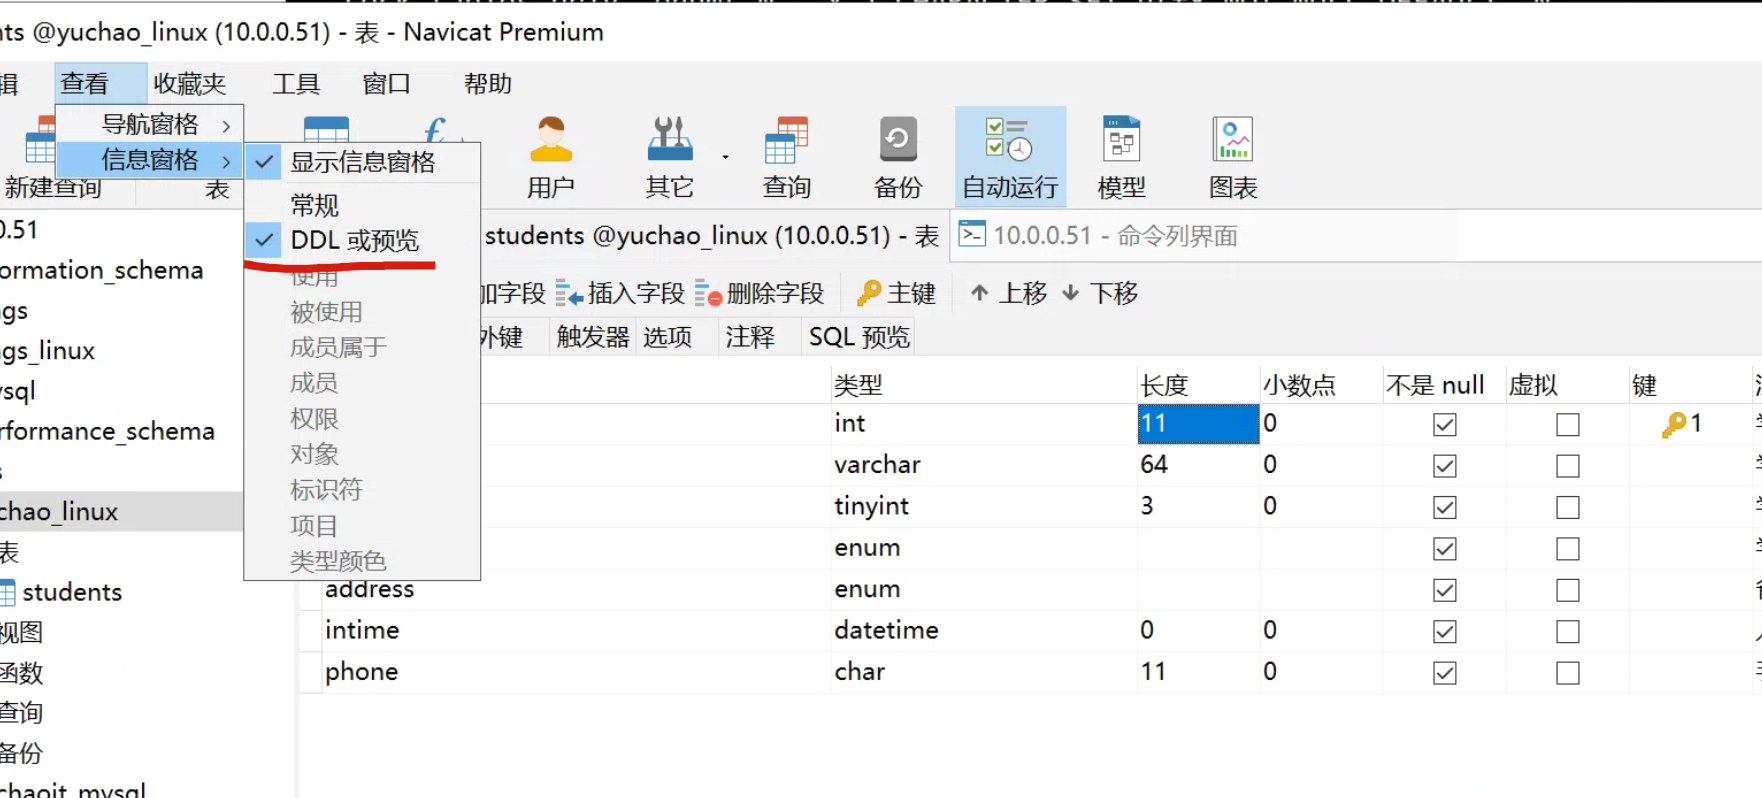 nts @yuchao_linux (10.0.0.51) - 表 - Navicat Premium
辑 查看 收藏夹 工具 窗口 帮助
导航窗格
信息窗格
显示信息窗格
常规
DDL 或预览
使用
被使用
成员属于
成员
权限
对象
标识符
项目
类型颜色
新建查询 表 用户 其它 查询 备份 自动运行 模型 图表
students @yuchao_linux (10.0.0.51) - 表 10.0.0.51 - 命令列界面
加字段 插入字段 删除字段 主键 上移 下移
外键 触发器 选项 注释 SQL 预览
类型 长度 小数点 不是 null 虚拟 键
int 11 0 1
varchar 64 0
tinyint 3 0
enum
address enum
intime datetime 0 0
phone char 11 0
0.51
ormation_schema
gs
gs_linux
ysql
rformance_schema
s
chao_linux
表
students
视图
函数
查询
备份
chaoit_mysql